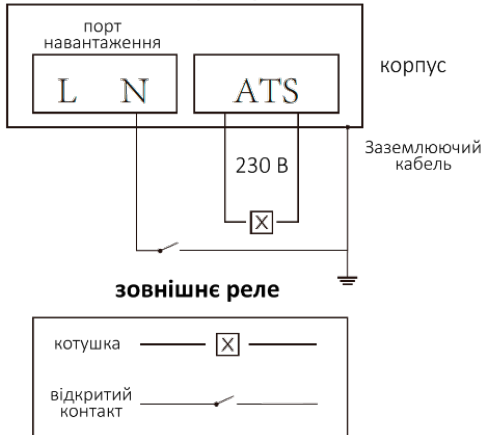 порт
навантаження
L N ATS
корпус
Заземлюючий
кабель
230 В
X
зовнішнє реле
котушка X
відкритий
контакт